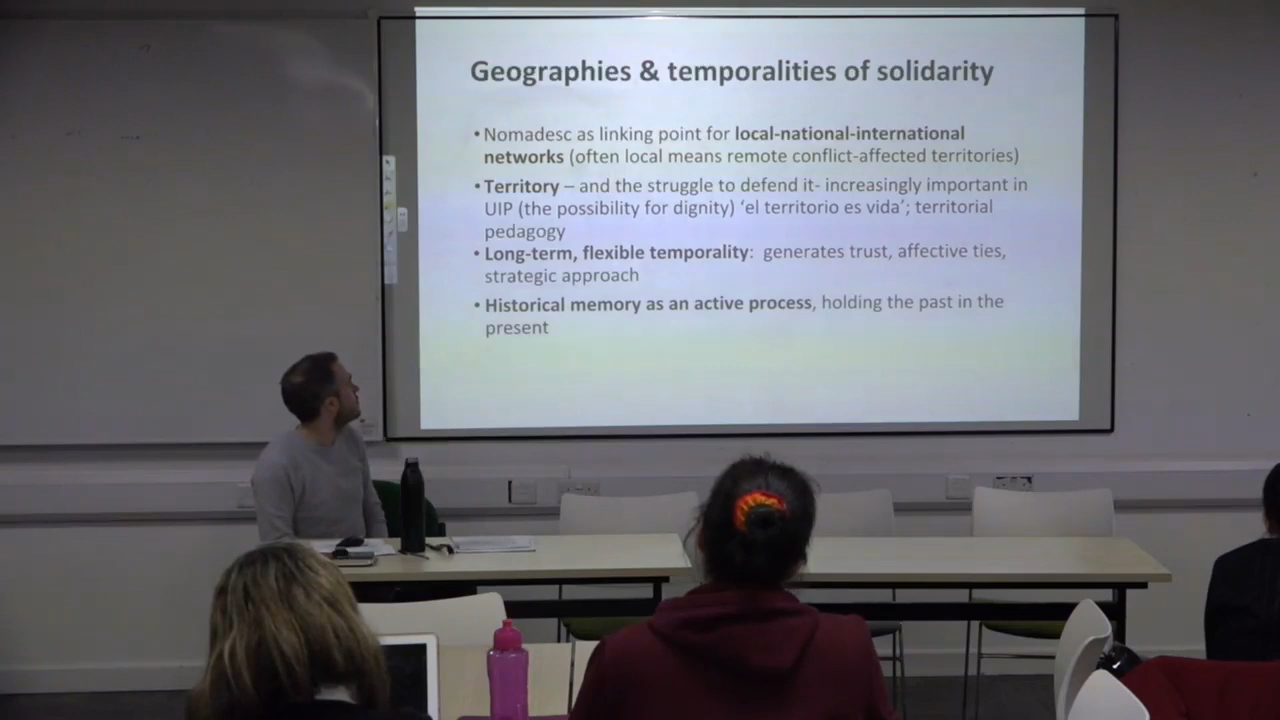 Geographies & temporalities of solidarity
• Nomadesc as linking point for local-national-international
networks (often local means remote conflict-affected territories)
• Territory – and the struggle to defend it- increasingly important in
UIP (the possibility for dignity) ‘el territorio es vida’; territorial
pedagogy
• Long-term, flexible temporality:  generates trust, affective ties,
strategic approach
• Historical memory as an active process, holding the past in the
present